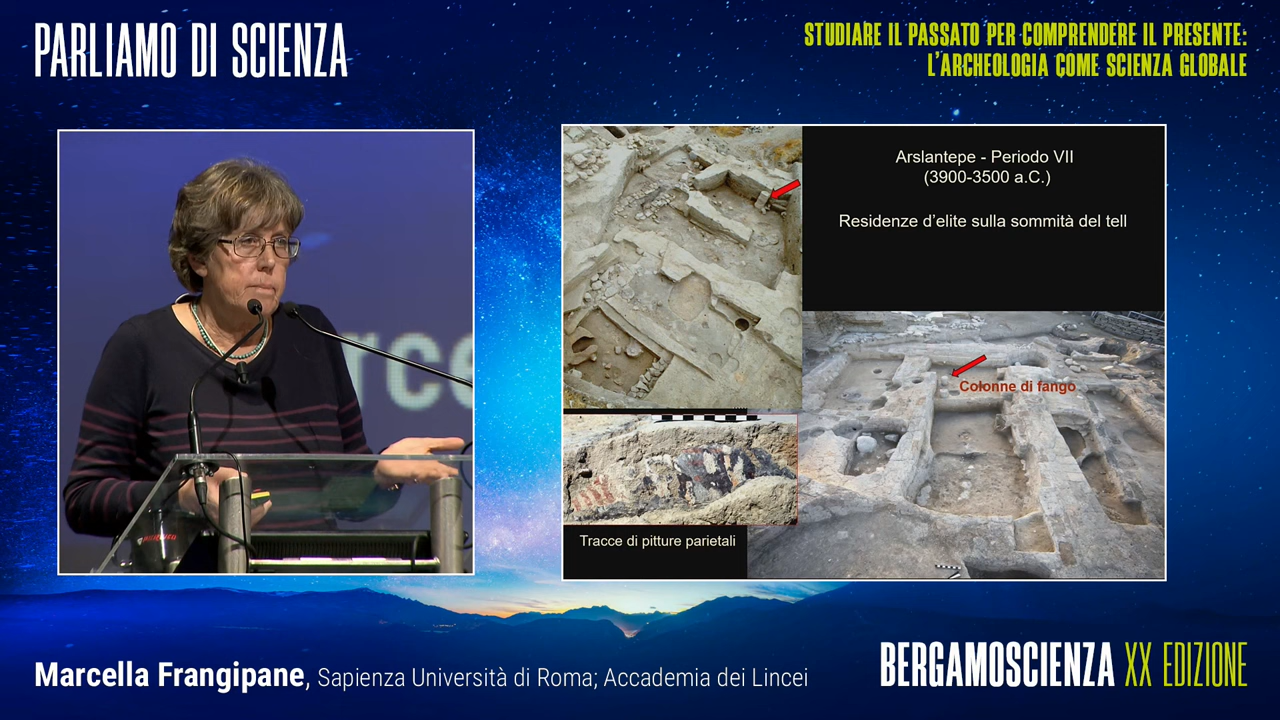 PARLIAMO DI SCIENZA
STUDIARE IL PASSATO PER COMPRENDERE IL PRESENTE:
L'ARCHEOLOGIA COME SCIENZA GLOBALE
Arslantepe - Periodo VII
(3900-3500 a.C.)
Residenze d'elite sulla sommità del tell
Colonne di fango
Tracce di pitture parietali
rce
Marcella Frangipane, Sapienza Università di Roma; Accademia dei Lincei
BERGAMOSCIENZA XX EDIZIONE